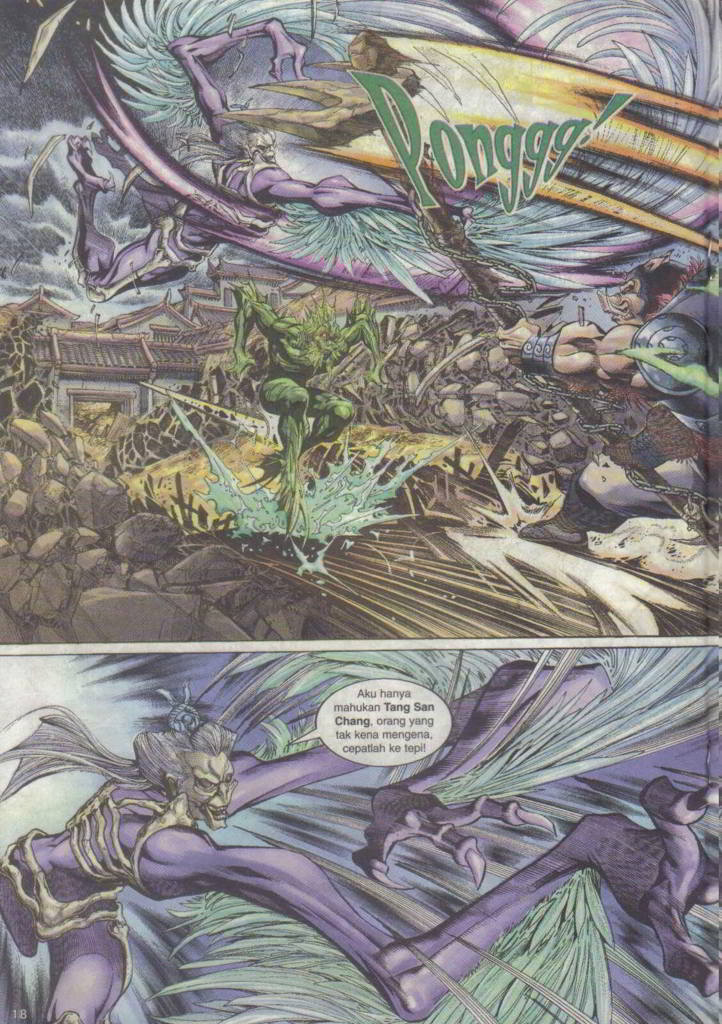 Ponggg!
Aku hanya
mahukan Tang San
Chang, orang yang
tak kena mengena,
cepatlah ke tepi!
18